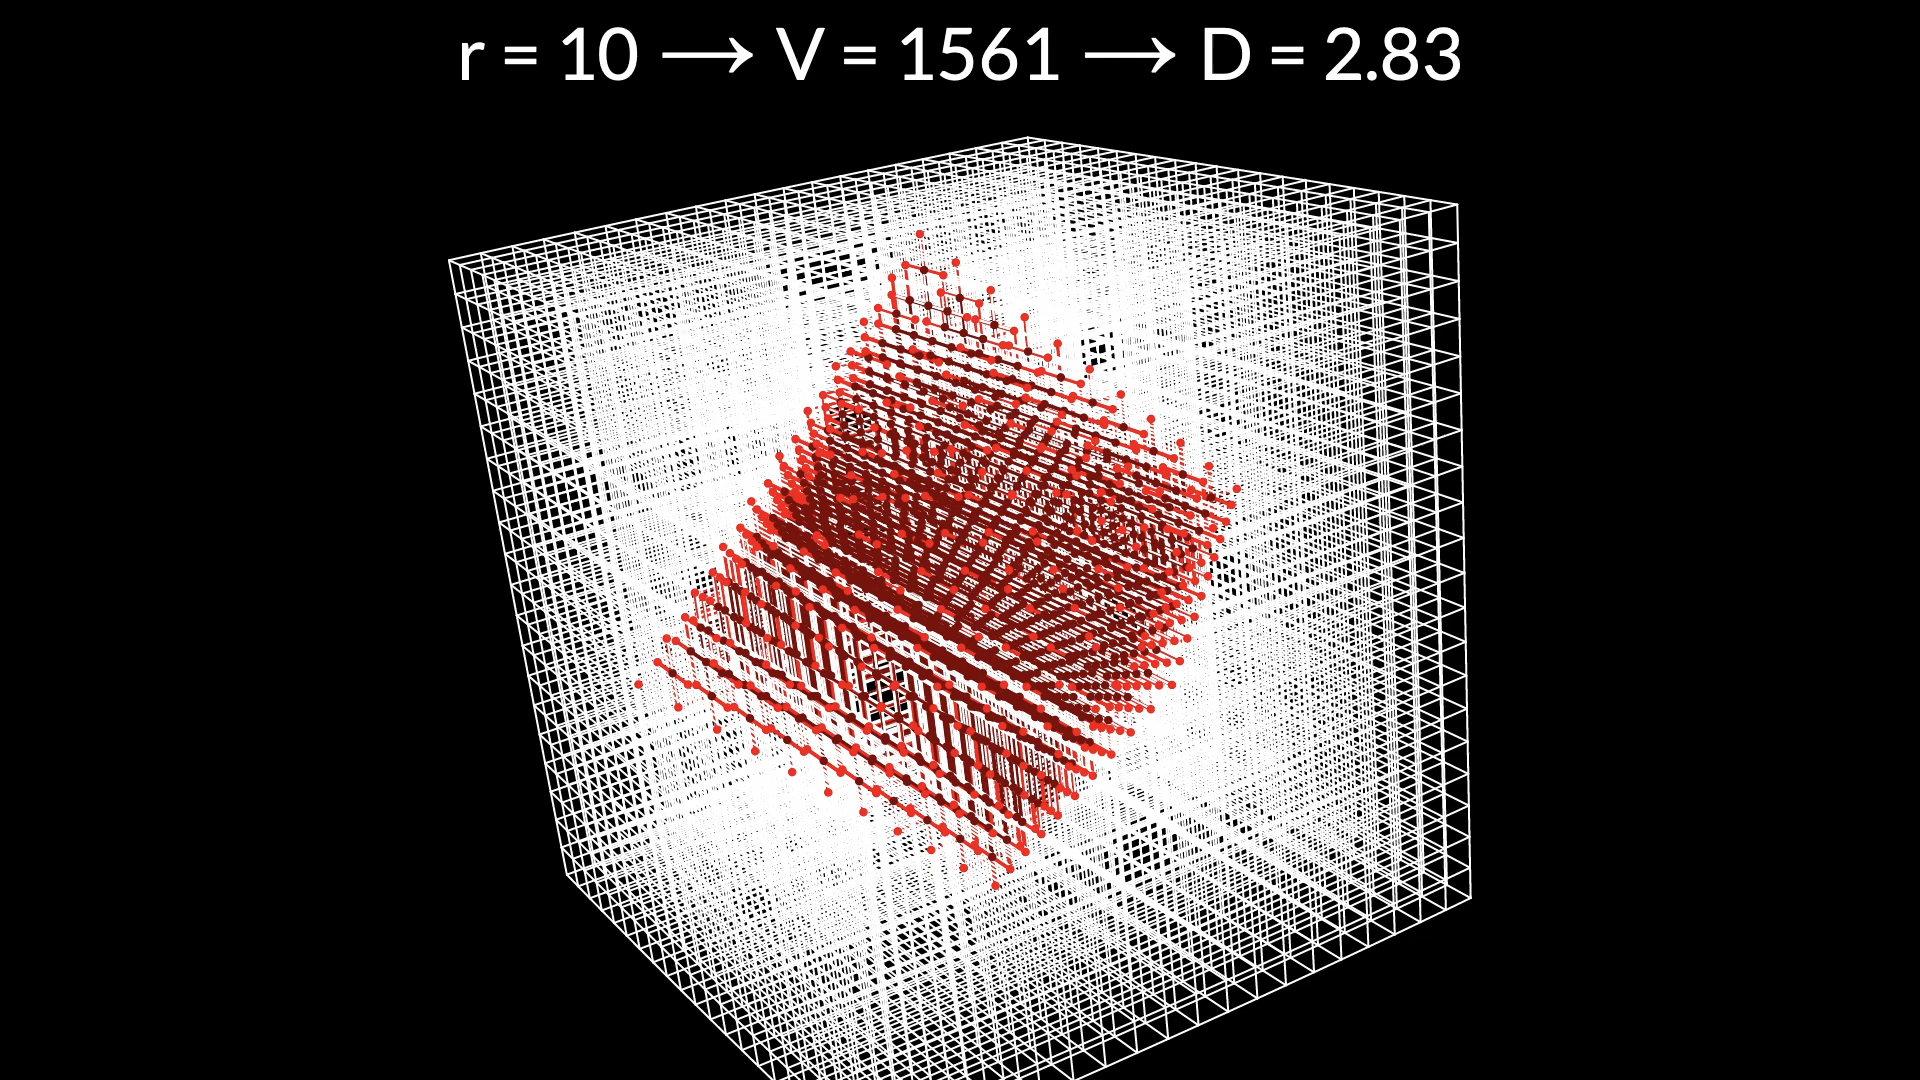 r = 10 ⟶ V = 1561 ⟶ D = 2.83